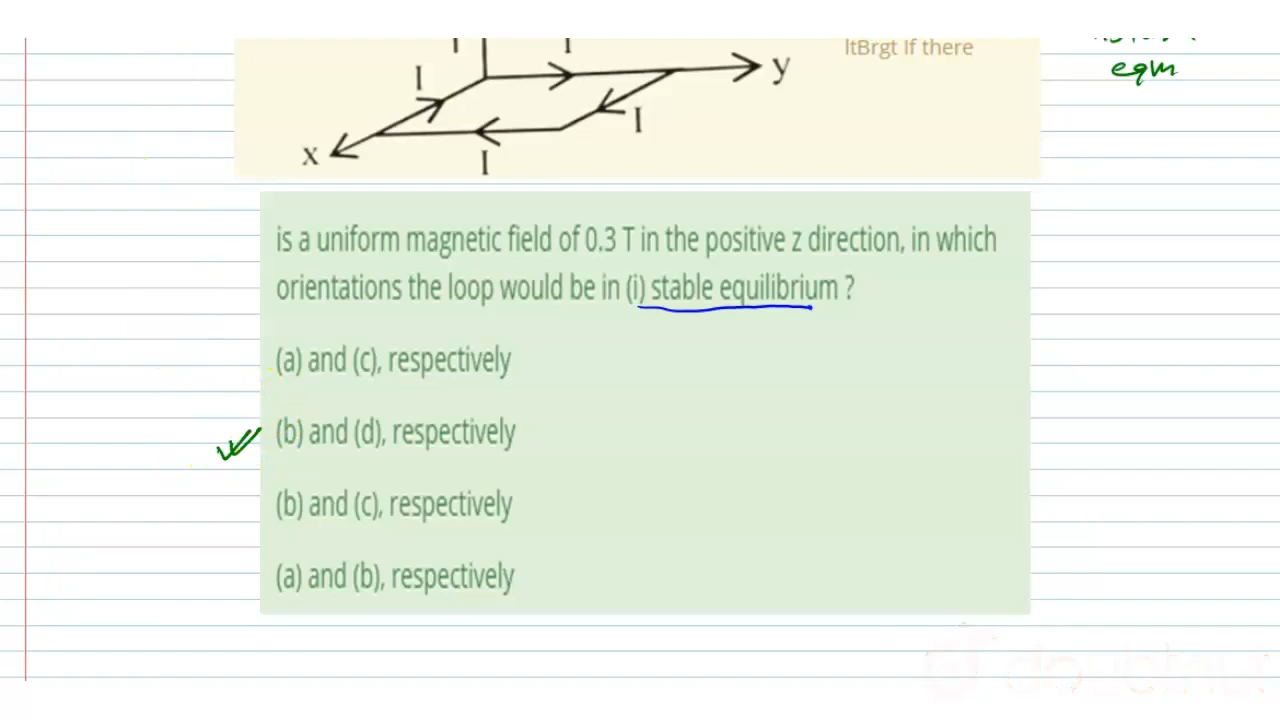 ltBrgt If there
eqm
I
I
y
I
x
I
is a uniform magnetic field of 0.3 T in the positive z direction, in which
orientations the loop would be in (i) stable equilibrium ?
(a) and (c), respectively
(b) and (d), respectively
(b) and (c), respectively
(a) and (b), respectively
doubtnut